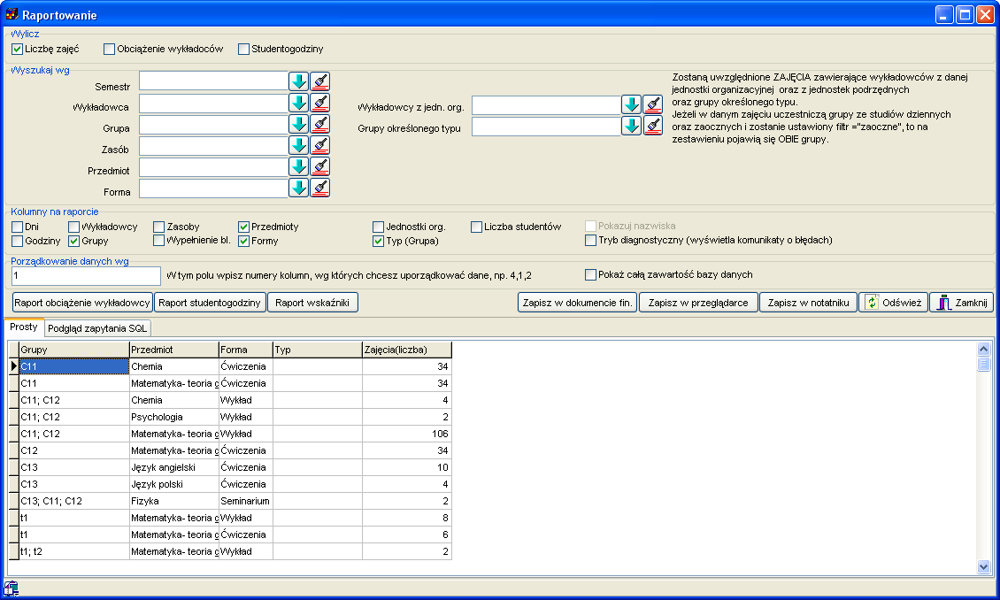 Raportowanie
Wylicz
Liczbę zajęć Obciążenie wykładoców Studentogodziny
Wyszukaj wg
Semestr
Wykładowca
Grupa
Zasób
Przedmiot
Forma
Wykładowcy z jedn. org.
Grupy określonego typu
Zostaną uwzględnione ZAJĘCIA zawierające wykładowców z danej
jednostki organizacyjnej oraz z jednostek podrzędnych
oraz grupy określonego typu.
Jeżeli w danym zajęciu uczestniczą grupy ze studiów dziennych
oraz zaocznych i zostanie ustawiony filtr ="zaoczne", to na
zestawieniu pojawią się OBIE grupy.
Kolumny na raporcie
Dni Wykładowcy Zasoby Przedmioty Jednostki org. Liczba studentów Pokazuj nazwiska
Godziny Grupy Wypełnienie bl. Formy Typ (Grupa) Tryb diagnostyczny (wyświetla komunikaty o błędach)
Porządkowanie danych wg
1 W tym polu wpisz numery kolumn, wg których chcesz uporządkować dane, np. 4,1,2 Pokaż całą zawartość bazy danych
Raport obciążenie wykładowcy Raport studentogodziny Raport wskaźniki Zapisz w dokumencie fin. Zapisz w przeglądarce Zapisz w notatniku Odśwież Zamknij
Prosty Podgląd zapytania SQL
Grupy Przedmiot Forma Typ Zajęcia(liczba)
C11 Chemia Ćwiczenia 34
C11 Matematyka- teoria g Ćwiczenia 34
C11; C12 Chemia Wykład 4
C11; C12 Psychologia Wykład 2
C11; C12 Matematyka- teoria g Wykład 106
C12 Matematyka- teoria g Ćwiczenia 34
C13 Język angielski Ćwiczenia 10
C13 Język polski Ćwiczenia 4
C13; C11; C12 Fizyka Seminarium 2
t1 Matematyka- teoria g Wykład 8
t1 Matematyka- teoria g Ćwiczenia 6
t1; t2 Matematyka- teoria g Wykład 2